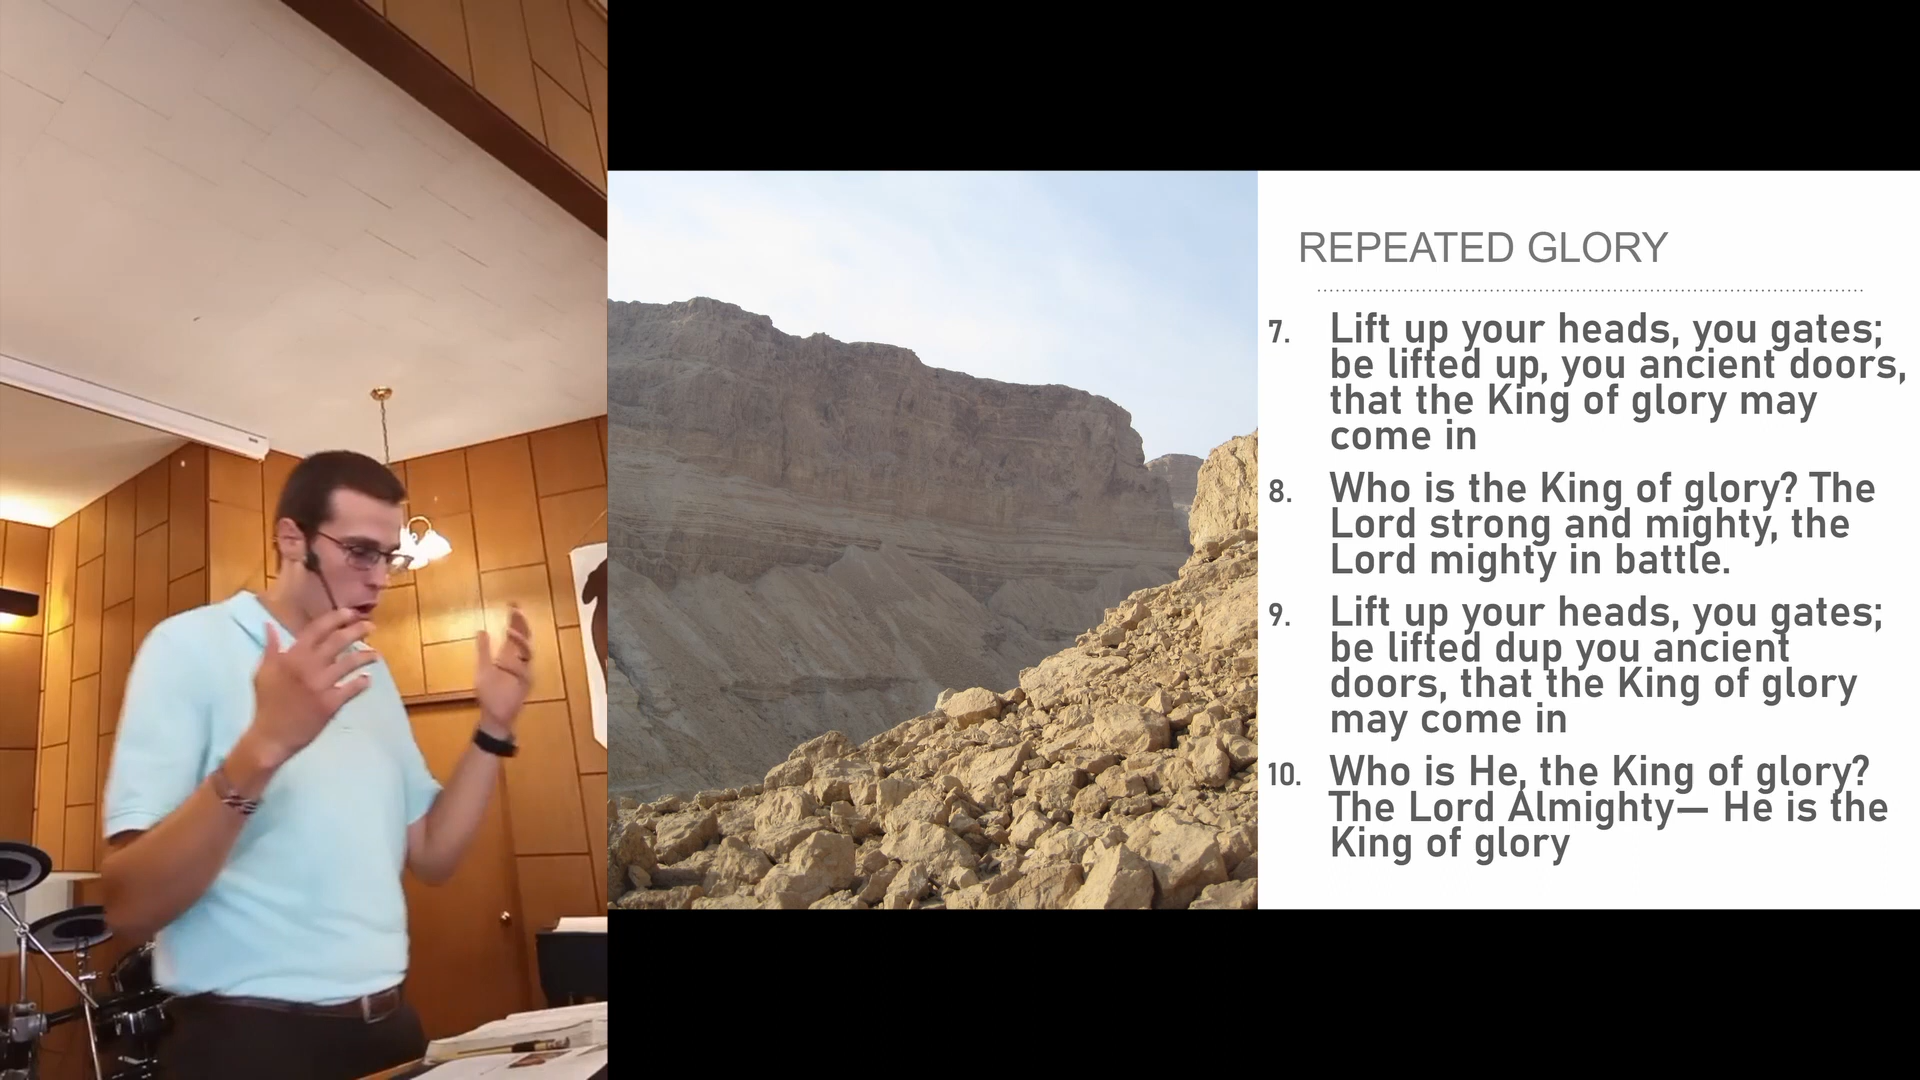 REPEATED GLORY
7. Lift up your heads, you gates;
be lifted up, you ancient doors,
that the King of glory may
come in
8. Who is the King of glory? The
Lord strong and mighty, the
Lord mighty in battle.
9. Lift up your heads, you gates;
be lifted dup you ancient
doors, that the King of glory
may come in
10. Who is He, the King of glory?
The Lord Almighty— He is the
King of glory